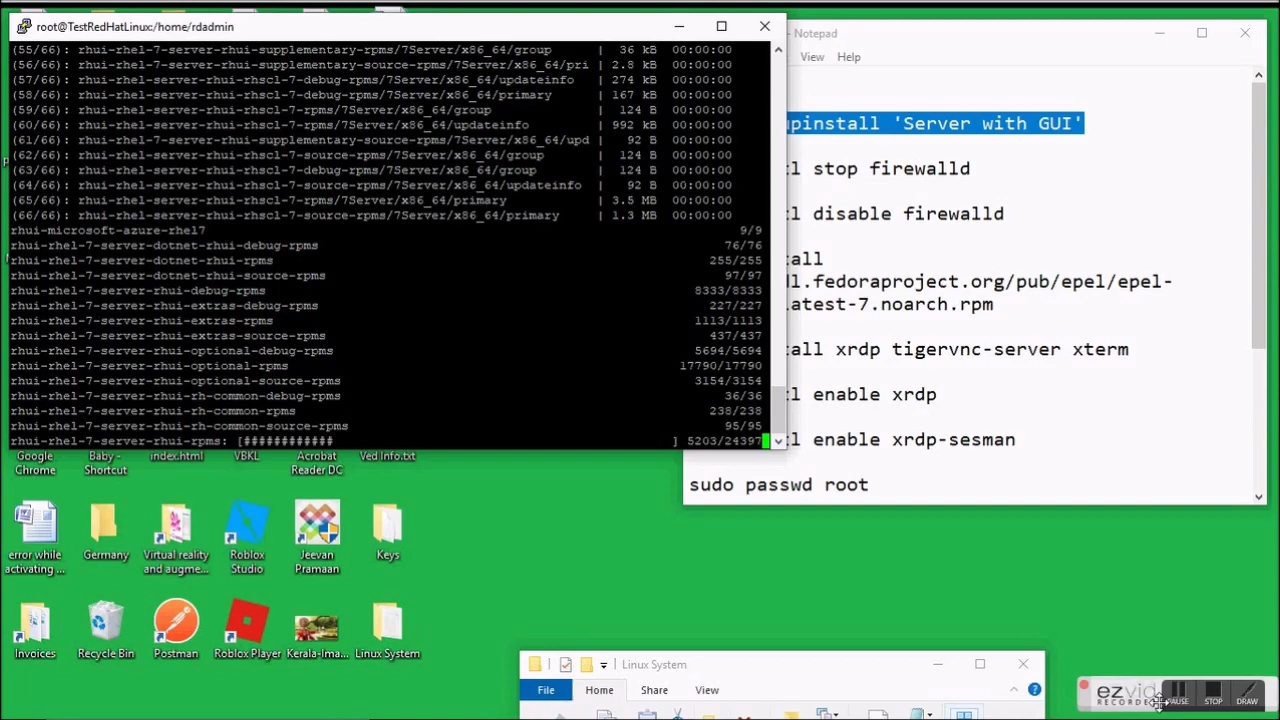 root@TestRedHatLinux:/home/rdadmin
(55/66): rhui-rhel-7-server-rhui-supplementary-rpms/7Server/x86_64/group | 36 kB 00:00:00
(56/66): rhui-rhel-7-server-rhui-supplementary-source-rpms/7Server/x86_64/pri | 2.8 kB 00:00:00
(57/66): rhui-rhel-7-server-rhui-rhscl-7-debug-rpms/7Server/x86_64/updateinfo | 274 kB 00:00:00
(58/66): rhui-rhel-7-server-rhui-rhscl-7-debug-rpms/7Server/x86_64/primary | 167 kB 00:00:00
(59/66): rhui-rhel-7-server-rhui-rhscl-7-rpms/7Server/x86_64/group | 124 B 00:00:00
(60/66): rhui-rhel-7-server-rhui-rhscl-7-rpms/7Server/x86_64/updateinfo | 992 kB 00:00:00
(61/66): rhui-rhel-7-server-rhui-supplementary-source-rpms/7Server/x86_64/upd | 92 B 00:00:00
(62/66): rhui-rhel-7-server-rhui-rhscl-7-source-rpms/7Server/x86_64/group | 124 B 00:00:00
(63/66): rhui-rhel-7-server-rhui-rhscl-7-debug-rpms/7Server/x86_64/group | 124 B 00:00:00
(64/66): rhui-rhel-7-server-rhui-rhscl-7-source-rpms/7Server/x86_64/updateinfo | 92 B 00:00:00
(65/66): rhui-rhel-7-server-rhui-rhscl-7-rpms/7Server/x86_64/primary | 3.5 MB 00:00:00
(66/66): rhui-rhel-7-server-rhui-rhscl-7-source-rpms/7Server/x86_64/primary | 1.3 MB 00:00:00
rhui-microsoft-azure-rhel7 9/9
rhui-rhel-7-server-dotnet-rhui-debug-rpms 76/76
rhui-rhel-7-server-dotnet-rhui-rpms 255/255
rhui-rhel-7-server-dotnet-rhui-source-rpms 97/97
rhui-rhel-7-server-rhui-debug-rpms 8333/8333
rhui-rhel-7-server-rhui-extras-debug-rpms 227/227
rhui-rhel-7-server-rhui-extras-rpms 1113/1113
rhui-rhel-7-server-rhui-extras-source-rpms 437/437
rhui-rhel-7-server-rhui-optional-debug-rpms 5694/5694
rhui-rhel-7-server-rhui-optional-rpms 17790/17790
rhui-rhel-7-server-rhui-optional-source-rpms 3154/3154
rhui-rhel-7-server-rhui-rh-common-debug-rpms 36/36
rhui-rhel-7-server-rhui-rh-common-rpms 238/238
rhui-rhel-7-server-rhui-rh-common-source-rpms 95/95
rhui-rhel-7-server-rhui-rpms: [############ ] 5203/24397
- Notepad
View Help
upinstall 'Server with GUI'
tl stop firewalld
tl disable firewalld
tall
dl.fedoraproject.org/pub/epel/epel-
latest-7.noarch.rpm
tall xrdp tigervnc-server xterm
tl enable xrdp
tl enable xrdp-sesman
sudo passwd root
Google Chrome
Baby - Shortcut
index.html
VBKL
Acrobat Reader DC
Ved Info.txt
error while activating ...
Germany
Virtual reality and augme...
Roblox Studio
Jeevan Pramaan
Keys
Invoices
Recycle Bin
Postman
Roblox Player
Kerala-Ima...
Linux System
Linux System
File Home Share View
ezvid
RECORDER
PAUSE STOP DRAW